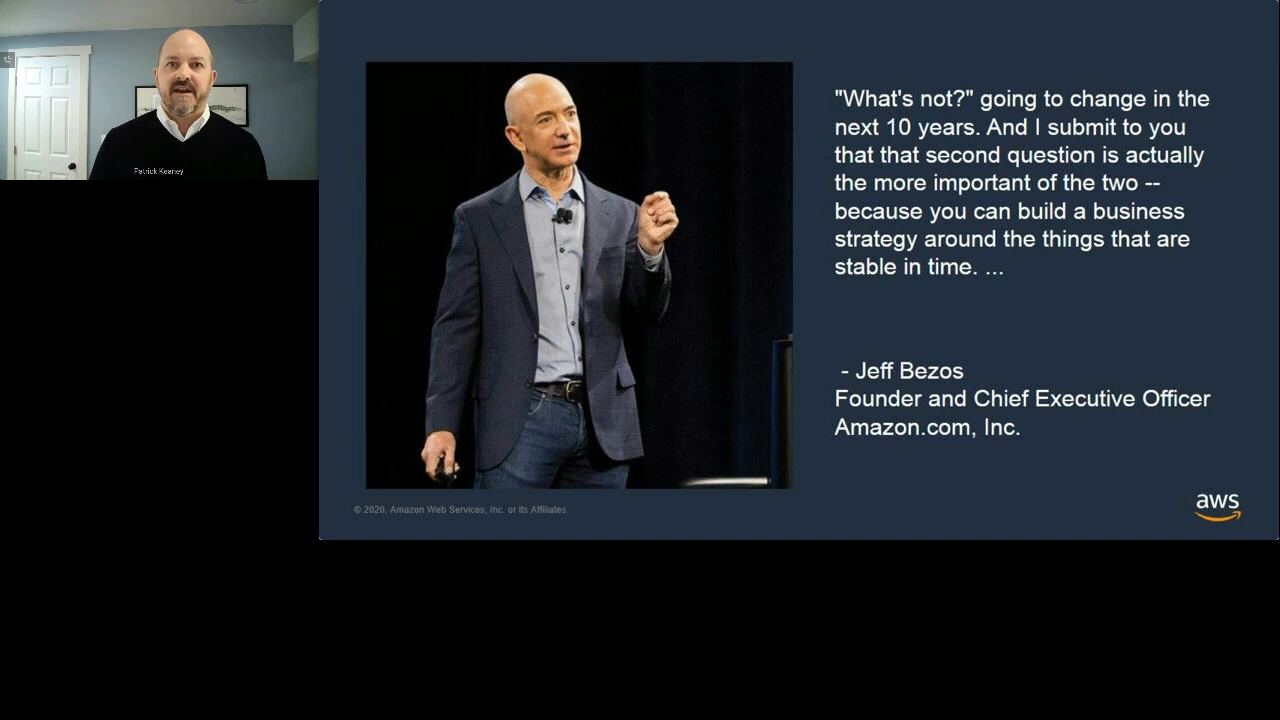 Patrick Keaney
"What's not?" going to change in the
next 10 years. And I submit to you
that that second question is actually
the more important of the two --
because you can build a business
strategy around the things that are
stable in time. ...
- Jeff Bezos
Founder and Chief Executive Officer
Amazon.com, Inc.
© 2020, Amazon Web Services, Inc. or its Affiliates.
aws